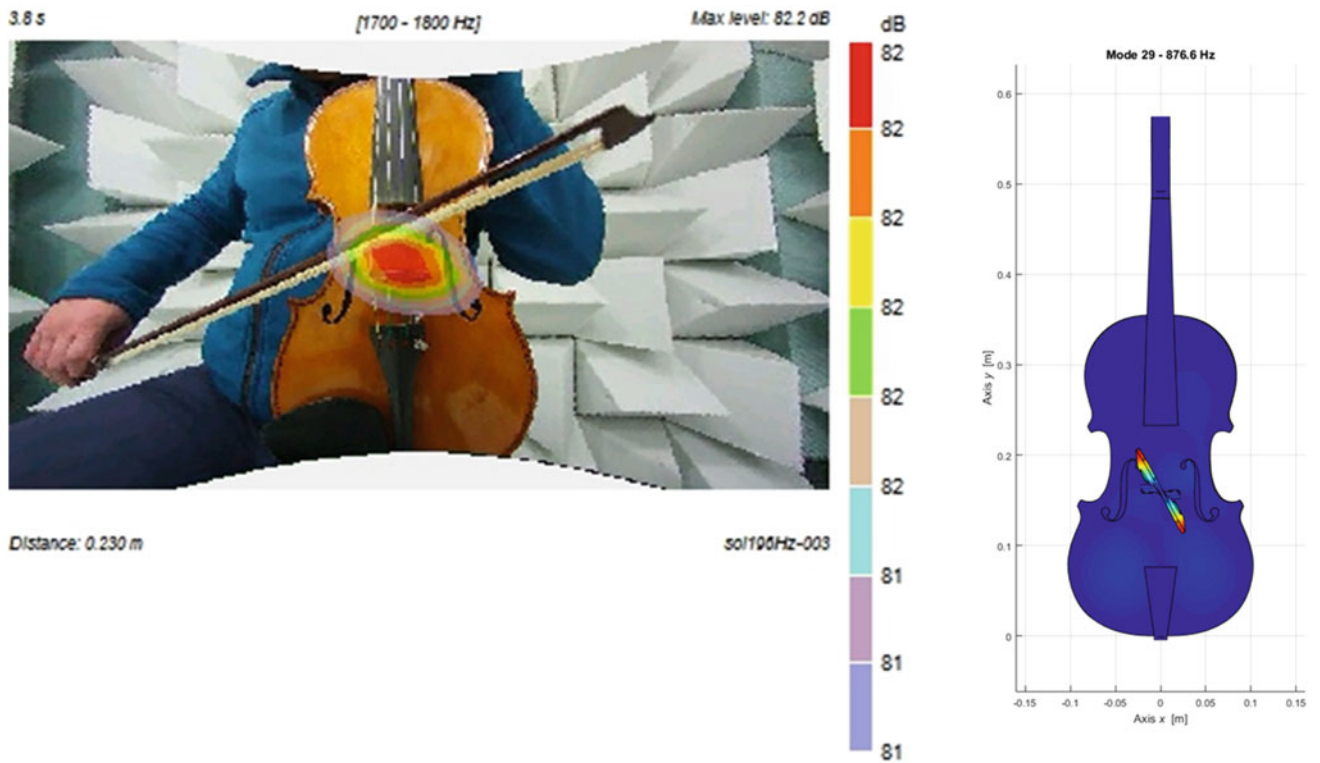 3.8 s [1700 - 1800 Hz] Max level: 82.2 dB
dB
82
82
82
82
82
81
81
81
Distance: 0.230 m sol196Hz-003
Mode 29 - 876.6 Hz
0.6
0.5
0.4
0.3
0.2
0.1
0
Axis y [m]
-0.15 -0.1 -0.05 0 0.05 0.1 0.15
Axis x [m]